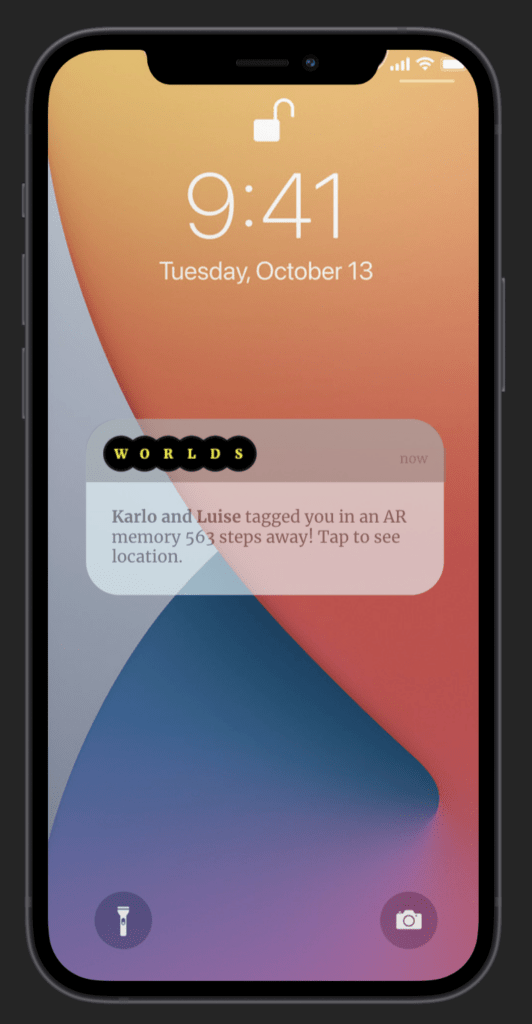 9:41
Tuesday, October 13
WORLDS
now
Karlo and Luise tagged you in an AR
memory 563 steps away! Tap to see
location.